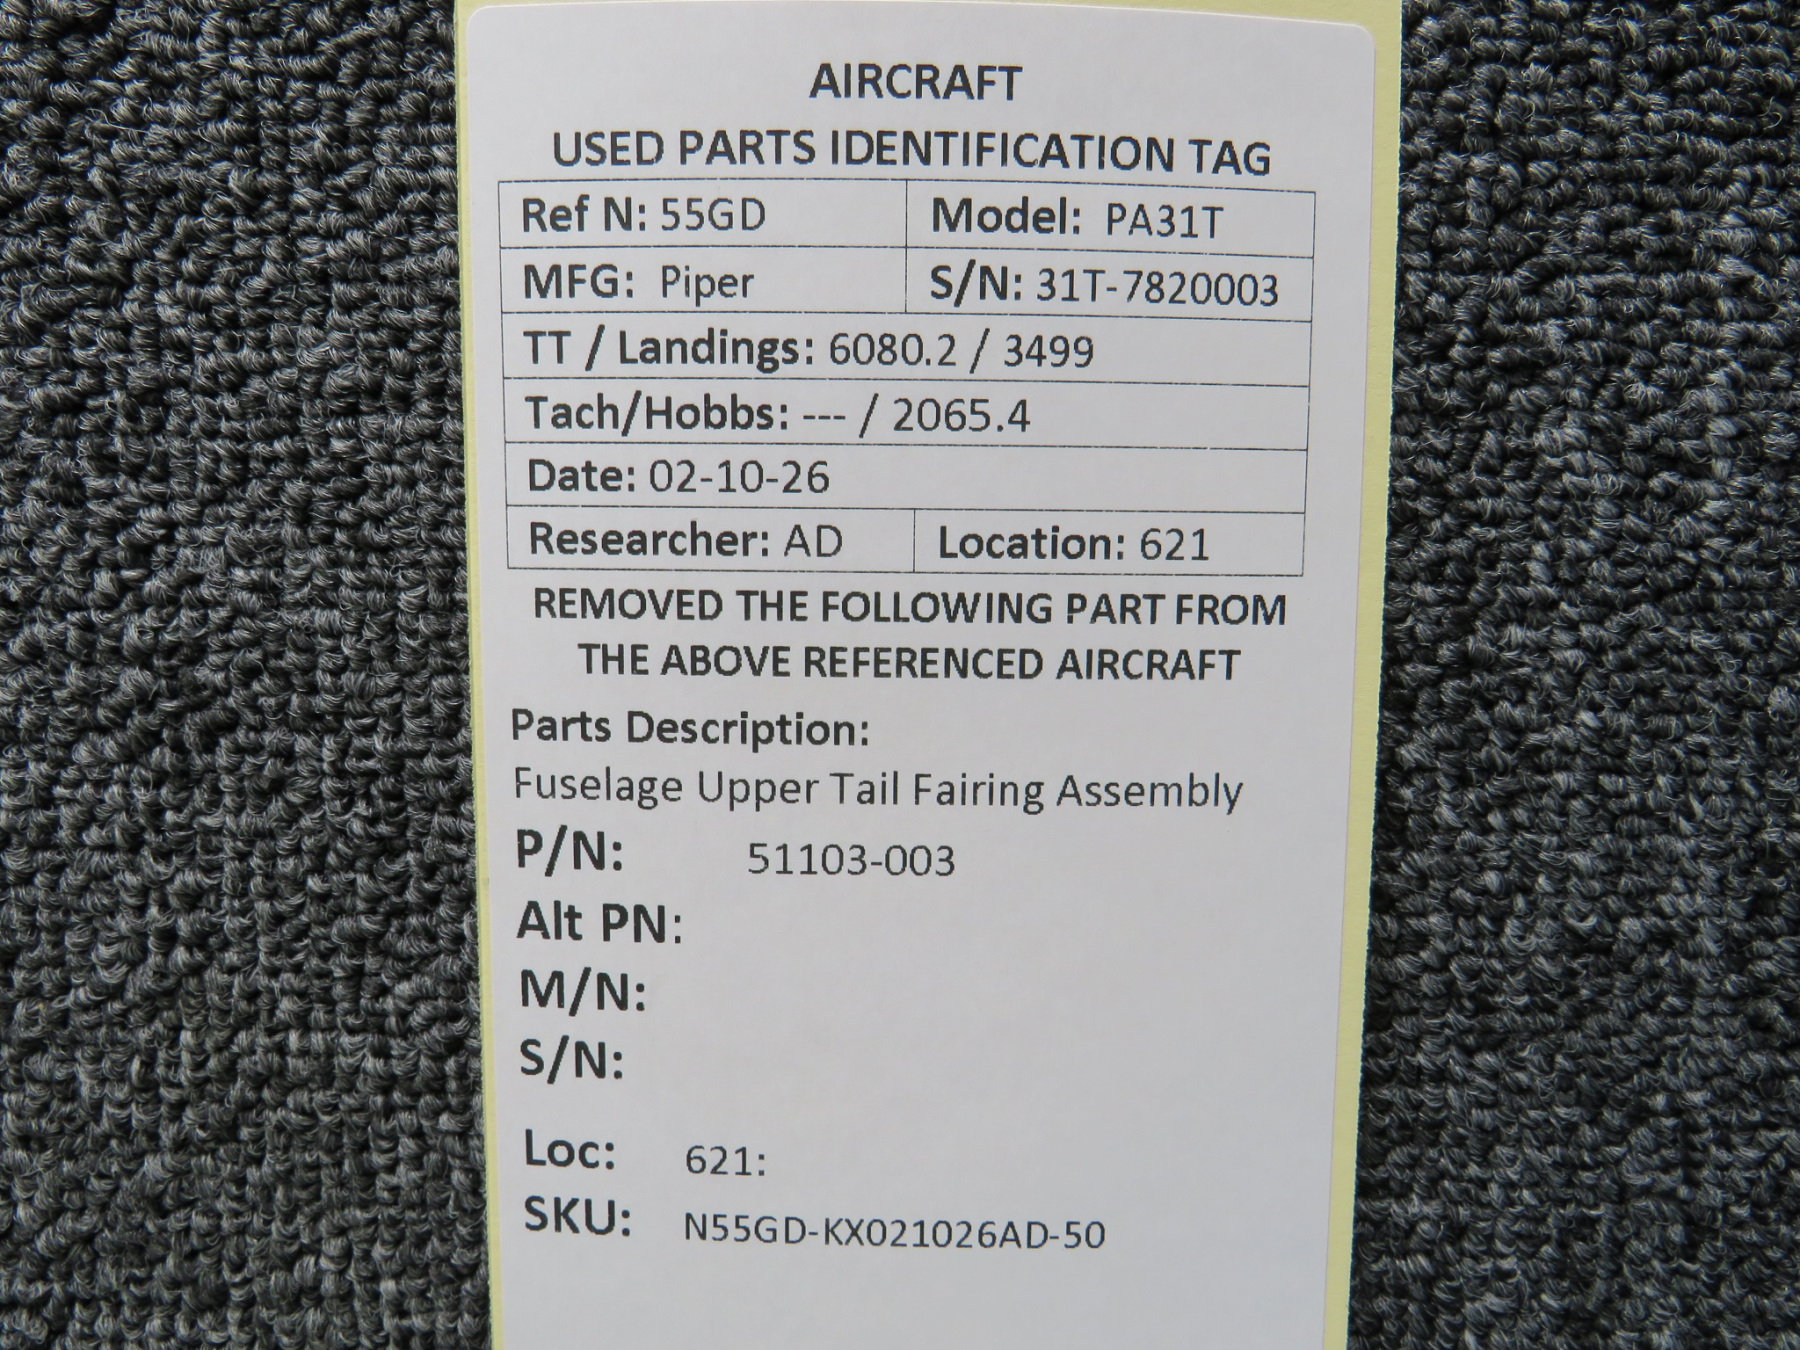 AIRCRAFT
USED PARTS IDENTIFICATION TAG
Ref N: 55GD Model: PA31T
MFG: Piper S/N: 31T-7820003
TT / Landings: 6080.2 / 3499
Tach/Hobbs: --- / 2065.4
Date: 02-10-26
Researcher: AD Location: 621
REMOVED THE FOLLOWING PART FROM
THE ABOVE REFERENCED AIRCRAFT
Parts Description:
Fuselage Upper Tail Fairing Assembly
P/N: 51103-003
Alt PN:
M/N:
S/N:
Loc: 621:
SKU: N55GD-KX021026AD-50